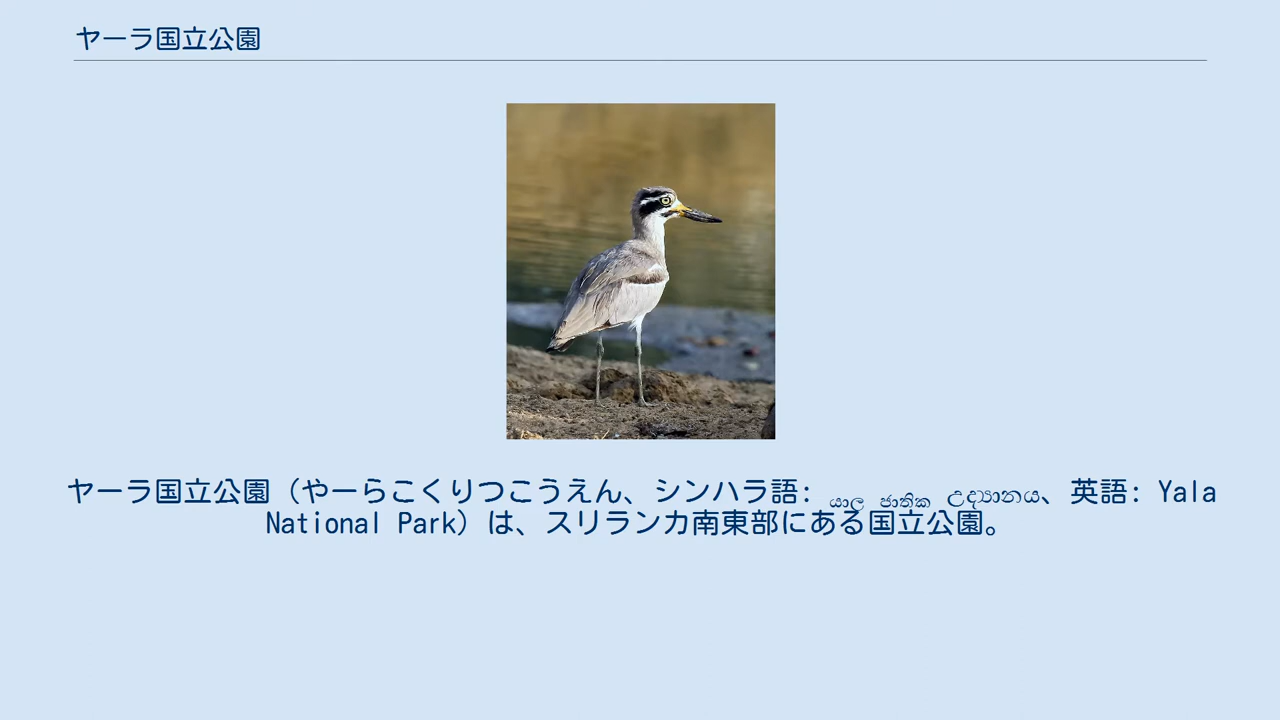 ヤーラ国立公園
ヤーラ国立公園（やーらこくりつこうえん、シンハラ語: යාල ජාතික උද්‍යානය、英語: Yala
National Park）は、スリランカ南東部にある国立公園。